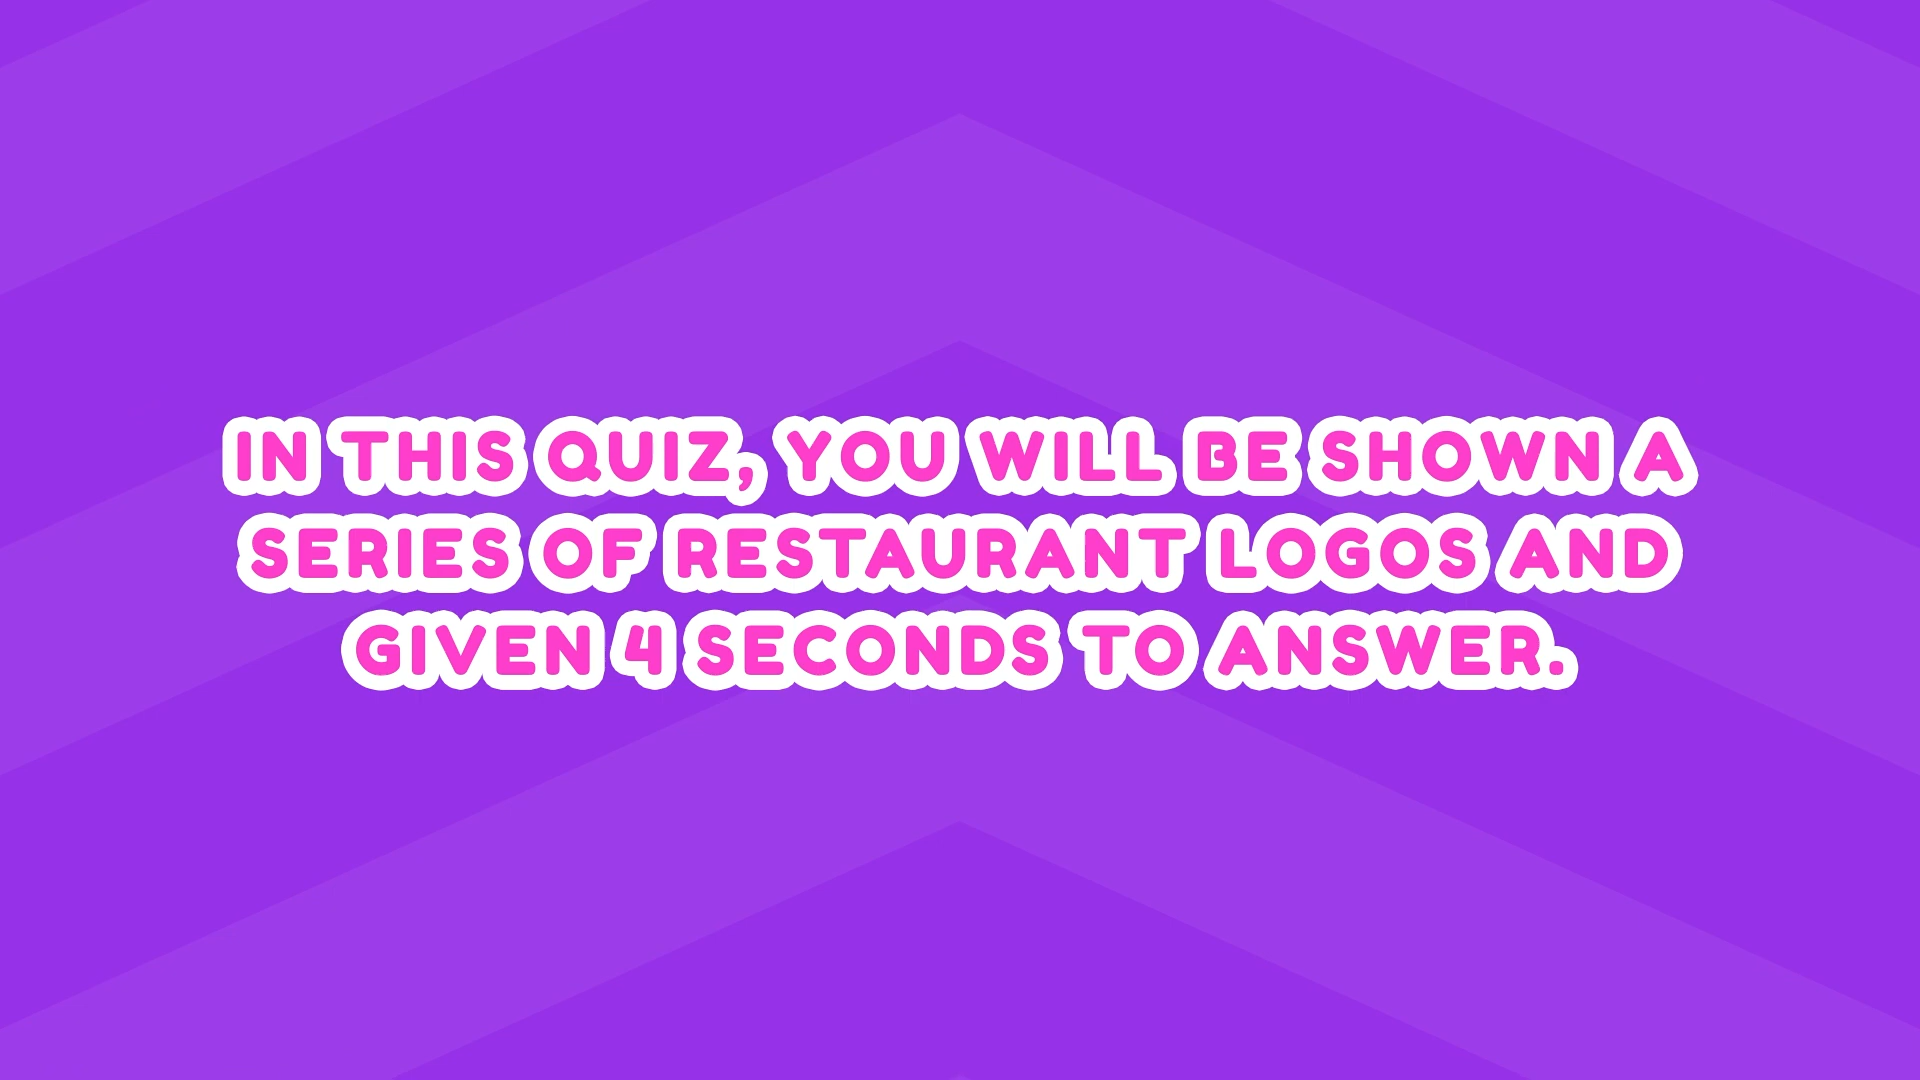 IN THIS QUIZ, YOU WILL BE SHOWN A
SERIES OF RESTAURANT LOGOS AND
GIVEN 4 SECONDS TO ANSWER.